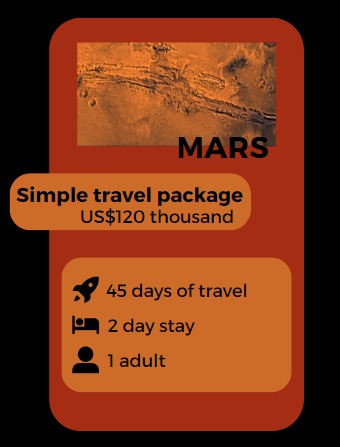 MARS
Simple travel package
US$120 thousand
45 days of travel
2 day stay
1 adult